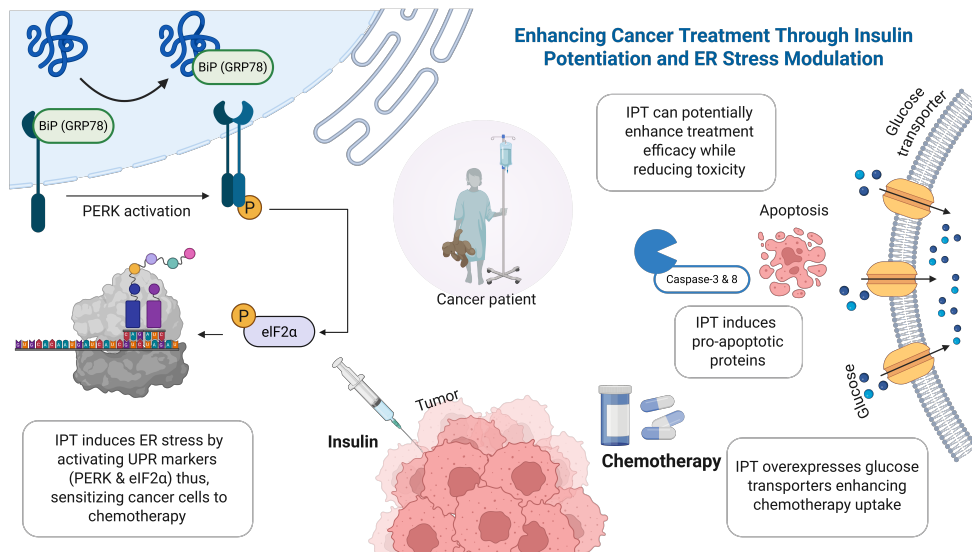 Enhancing Cancer Treatment Through Insulin
Potentiation and ER Stress Modulation
BiP (GRP78)
BiP (GRP78)
PERK activation
P
P
eIF2α
IPT induces ER stress by
activating UPR markers
(PERK & eIF2α) thus,
sensitizing cancer cells to
chemotherapy
Cancer patient
Insulin
Tumor
IPT can potentially
enhance treatment
efficacy while
reducing toxicity
Apoptosis
Caspase-3 & 8
IPT induces
pro-apoptotic
proteins
Chemotherapy
Glucose
transporter
Glucose
IPT overexpresses glucose
transporters enhancing
chemotherapy uptake